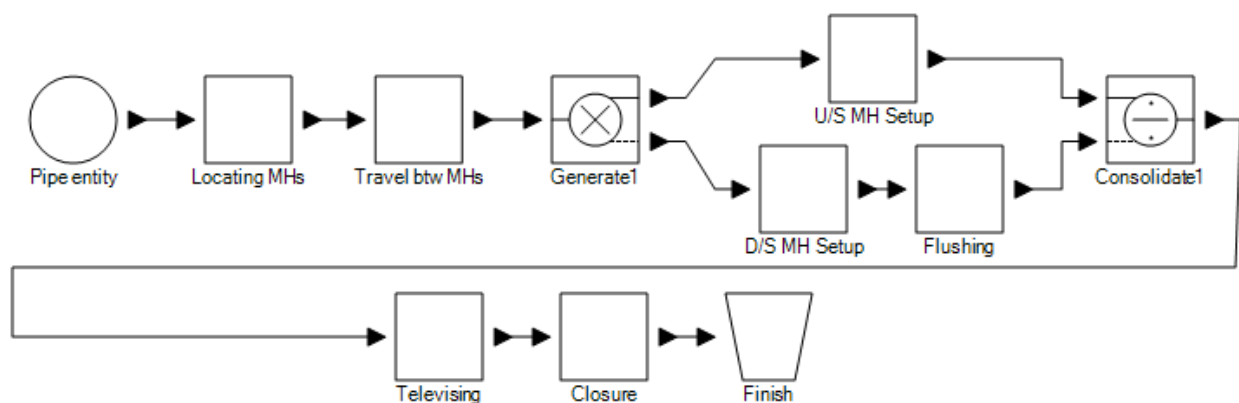 U/S MH Setup
Pipe entity
Locating MHs
Travel btw MHs
Generate1
Consolidate1
D/S MH Setup
Flushing
Televising
Closure
Finish